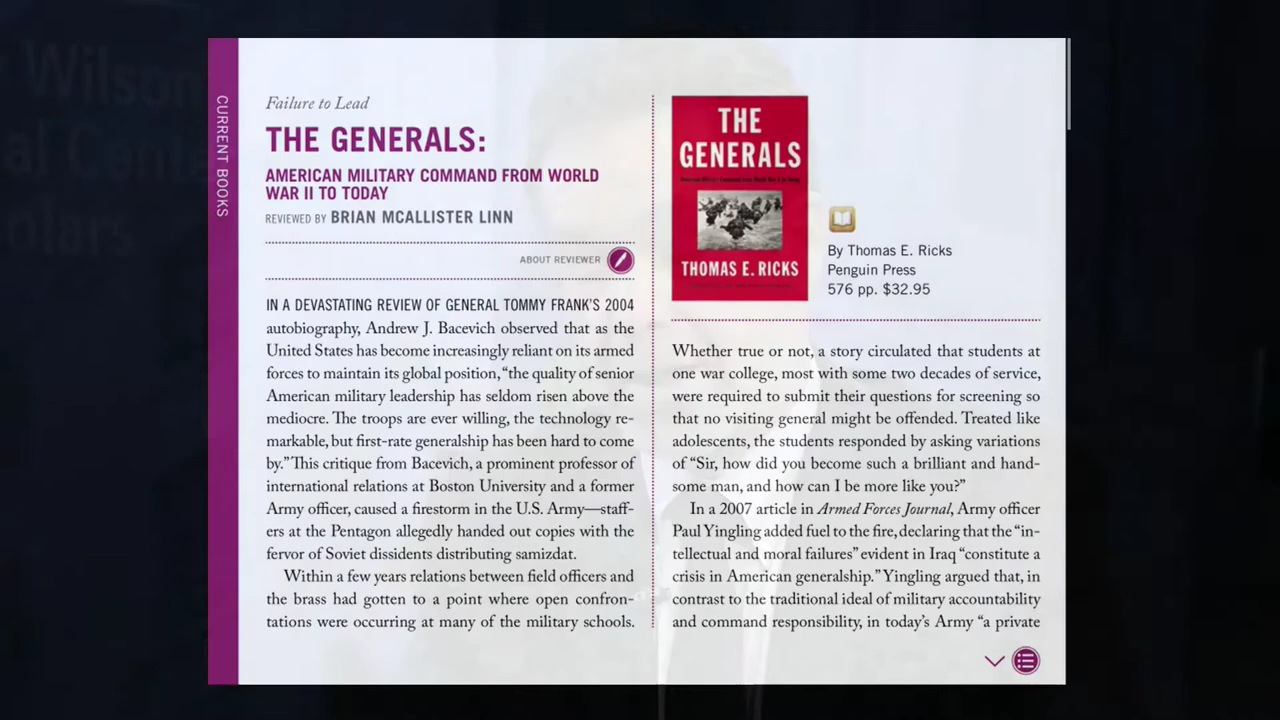 Wilson
al Cent
ars
CURRENT BOOKS
Failure to Lead
THE GENERALS:
AMERICAN MILITARY COMMAND FROM WORLD
WAR II TO TODAY
REVIEWED BY BRIAN MCALLISTER LINN
ABOUT REVIEWER
IN A DEVASTATING REVIEW OF GENERAL TOMMY FRANK'S 2004
autobiography, Andrew J. Bacevich observed that as the
United States has become increasingly reliant on its armed
forces to maintain its global position, “the quality of senior
American military leadership has seldom risen above the
mediocre. The troops are ever willing, the technology re-
markable, but first-rate generalship has been hard to come
by.” This critique from Bacevich, a prominent professor of
international relations at Boston University and a former
Army officer, caused a firestorm in the U.S. Army—staff-
ers at the Pentagon allegedly handed out copies with the
fervor of Soviet dissidents distributing samizdat.
Within a few years relations between field officers and
the brass had gotten to a point where open confron-
tations were occurring at many of the military schools.
THE
GENERALS
American Military Command from World War II to Today
THOMAS E. RICKS
By Thomas E. Ricks
Penguin Press
576 pp. $32.95
Whether true or not, a story circulated that students at
one war college, most with some two decades of service,
were required to submit their questions for screening so
that no visiting general might be offended. Treated like
adolescents, the students responded by asking variations
of “Sir, how did you become such a brilliant and hand-
some man, and how can I be more like you?”
In a 2007 article in Armed Forces Journal, Army officer
Paul Yingling added fuel to the fire, declaring that the “in-
tellectual and moral failures” evident in Iraq “constitute a
crisis in American generalship.” Yingling argued that, in
contrast to the traditional ideal of military accountability
and command responsibility, in today's Army “a private